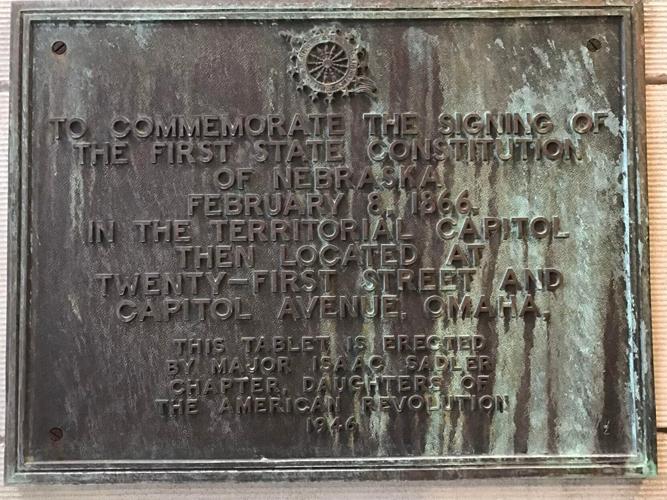 TO COMMEMORATE THE SIGNING OF
THE FIRST STATE CONSTITUTION
OF NEBRASKA
FEBRUARY 8, 1866.
IN THE TERRITORIAL CAPITOL
THEN LOCATED AT
TWENTY-FIRST STREET AND
CAPITOL AVENUE, OMAHA.
THIS TABLET IS ERECTED
BY MAJOR ISAAC SADLER
CHAPTER, DAUGHTERS OF
THE AMERICAN REVOLUTION
1946